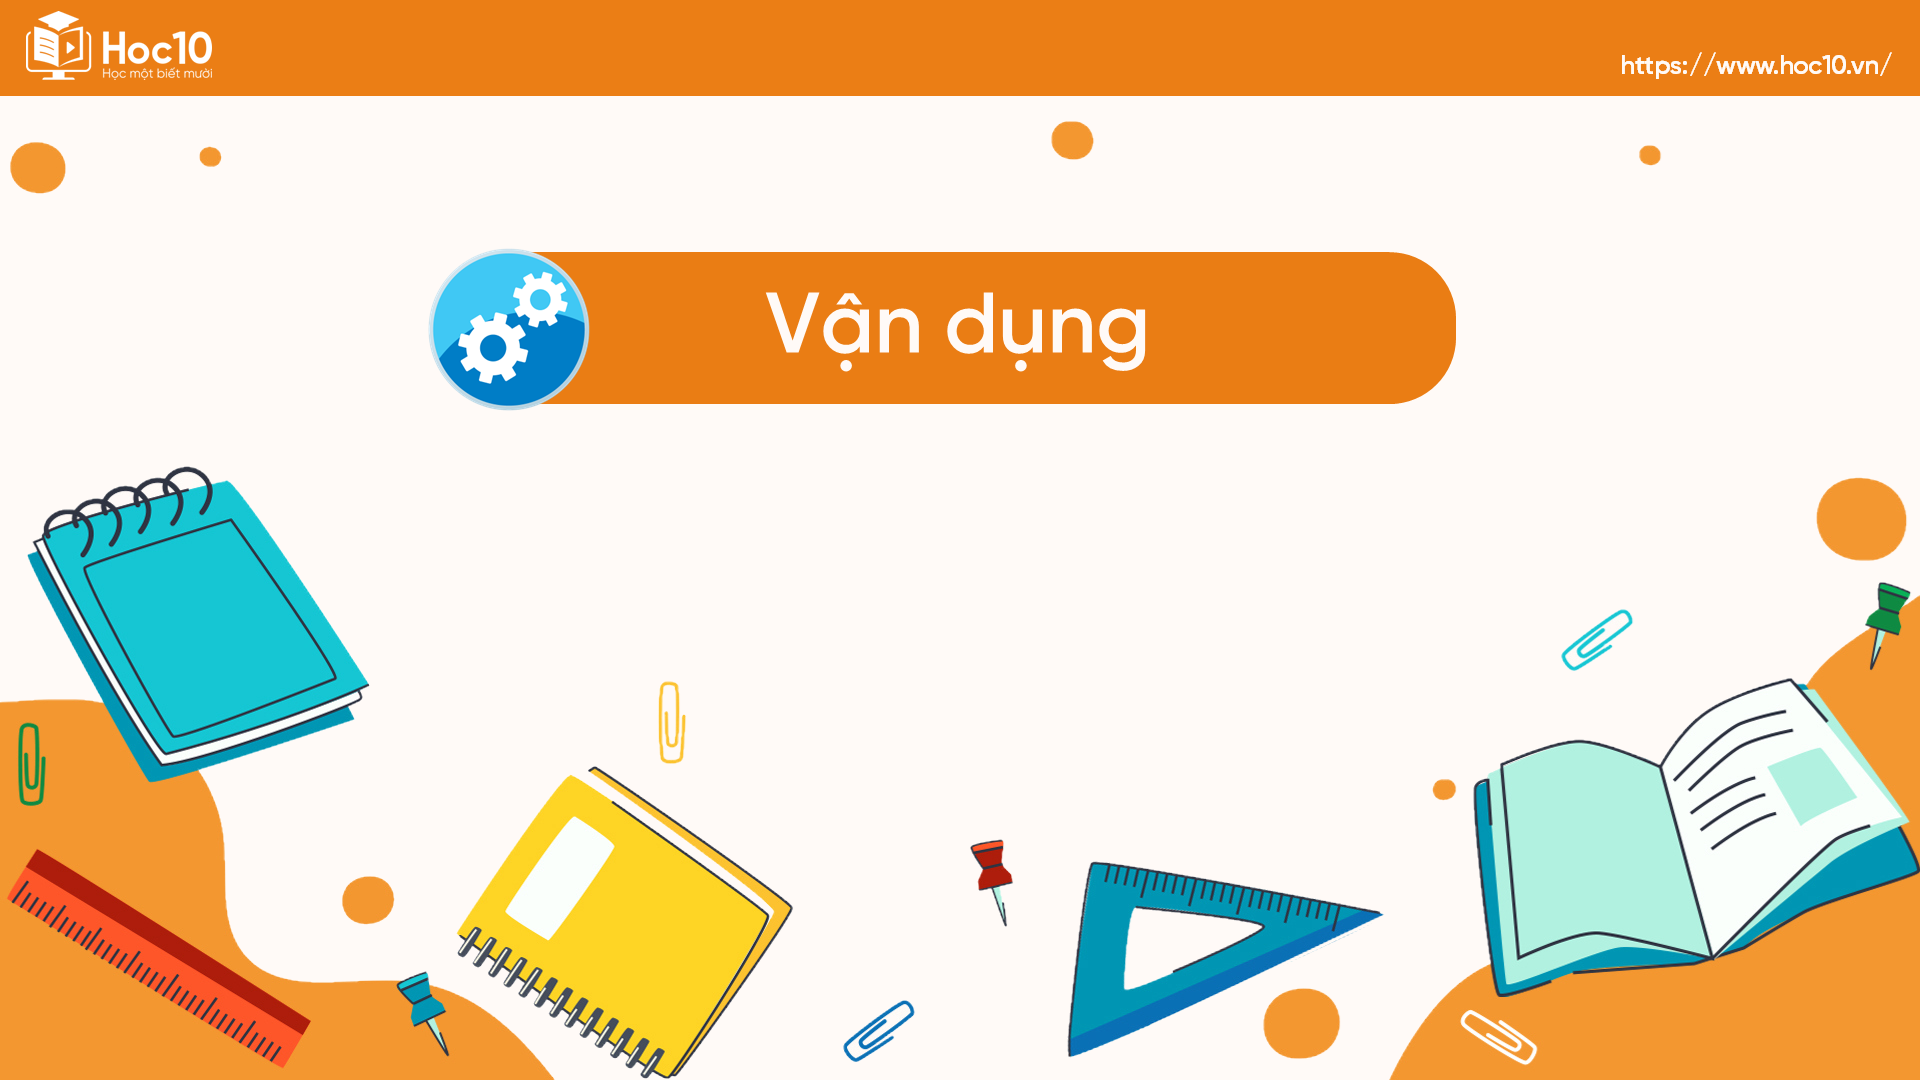 Hoc10
Học một biết mười
https://www.hoc10.vn/
Vận dụng